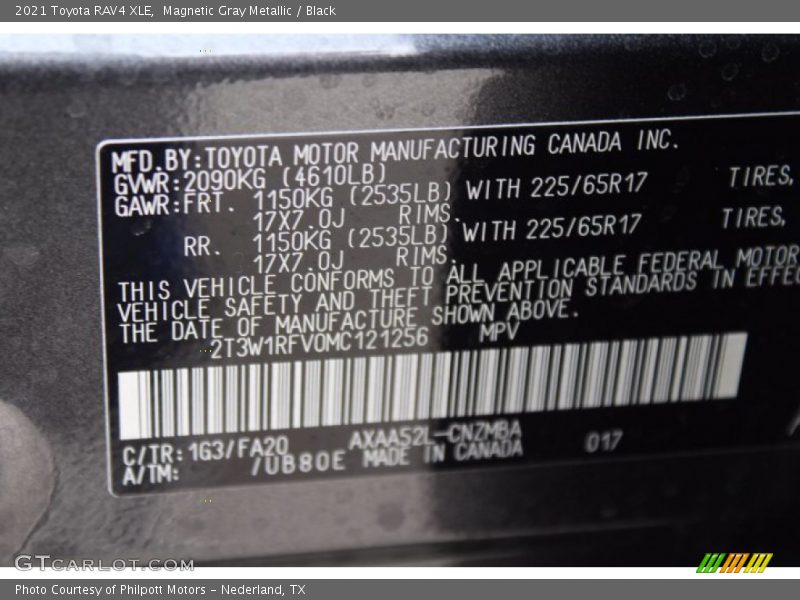 2021 Toyota RAV4 XLE, Magnetic Gray Metallic / Black
MFD.BY:TOYOTA MOTOR MANUFACTURING CANADA INC.
GVWR:2090KG (4610LB)
GAWR:FRT. 1150KG (2535LB) WITH 225/65R17 TIRES,
17X7.0J RIMS.
RR. 1150KG (2535LB) WITH 225/65R17 TIRES,
17X7.0J RIMS.
THIS VEHICLE CONFORMS TO ALL APPLICABLE FEDERAL MOTOR
VEHICLE SAFETY AND THEFT PREVENTION STANDARDS IN EFFEC
THE DATE OF MANUFACTURE SHOWN ABOVE.
2T3W1RFV0MC121256 MPV
C/TR:1G3/FA20 AXAA52L-CNZMBA 017
A/TM: /UB80E MADE IN CANADA
GTCARLOT.COM
Photo Courtesy of Philpott Motors - Nederland, TX